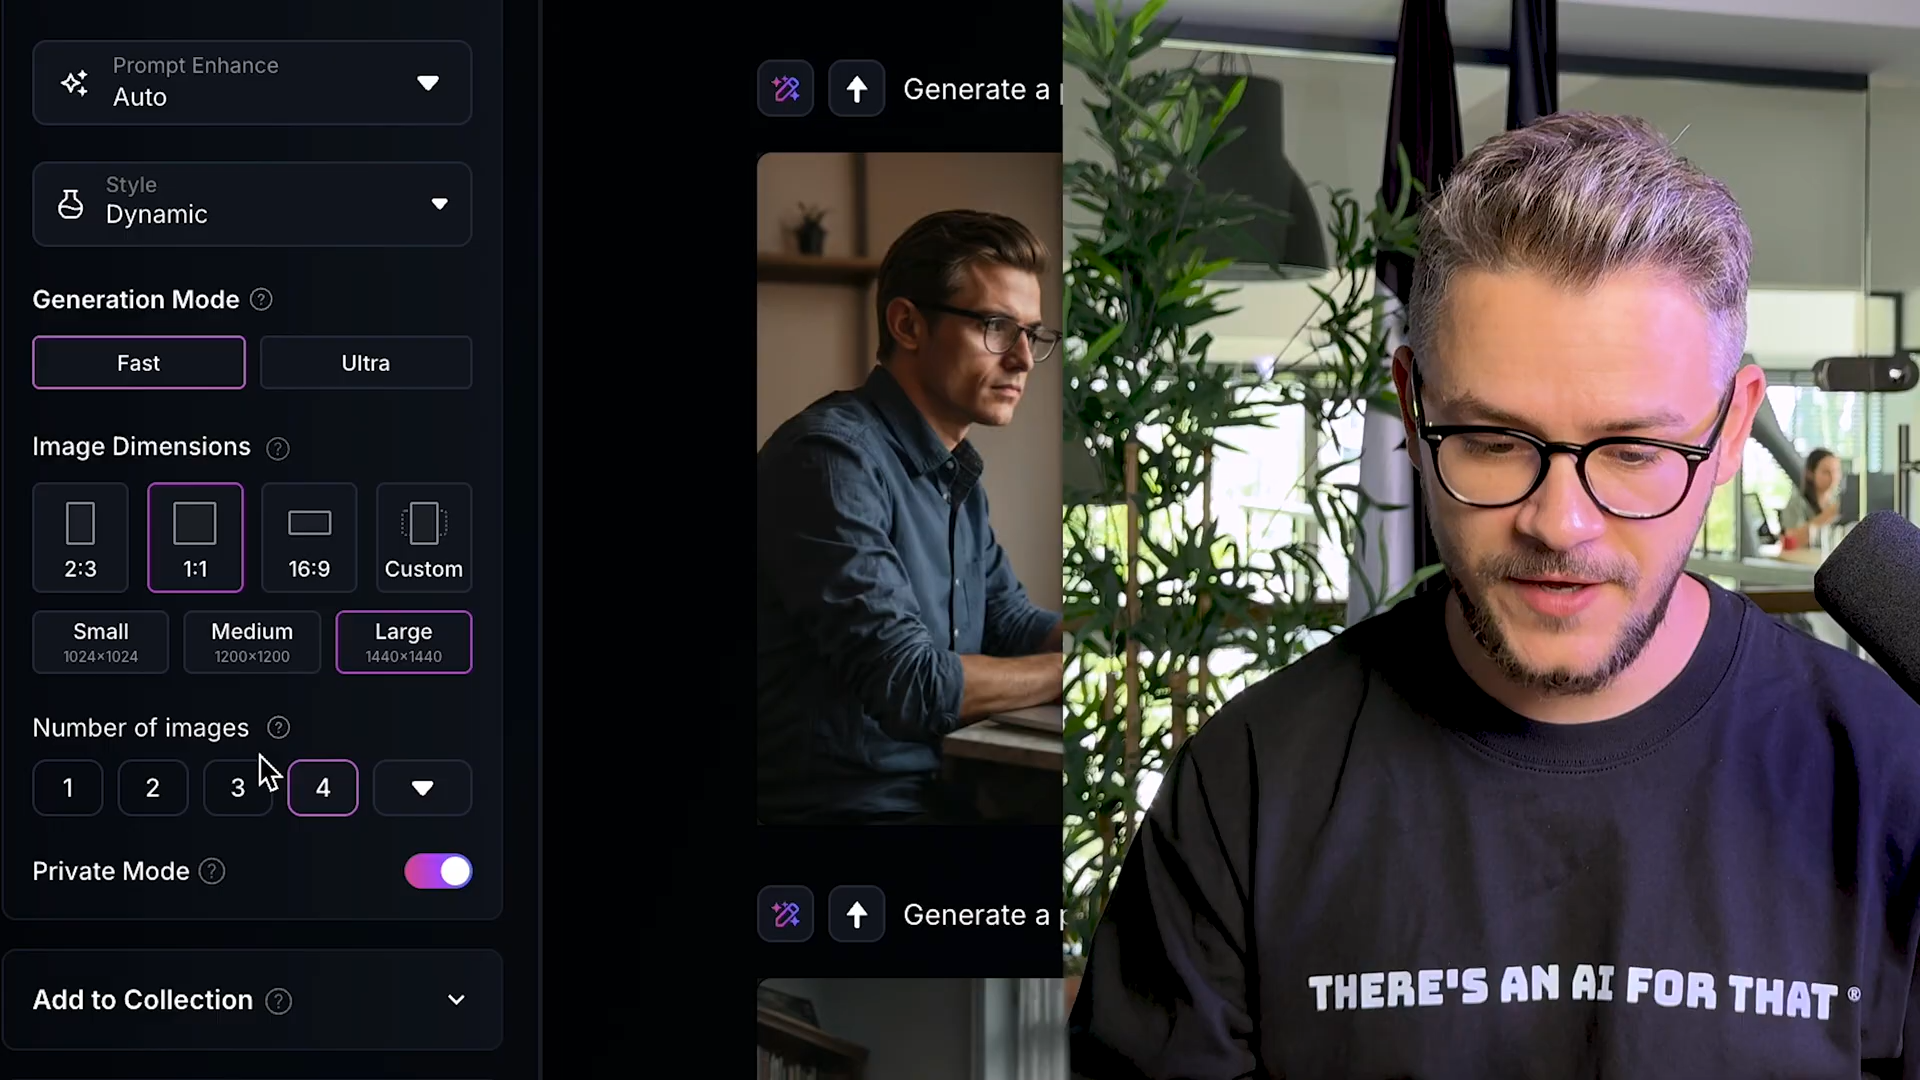 Prompt Enhance
Auto
Style
Dynamic
Generation Mode ?
Fast
Ultra
Image Dimensions ?
2:3
1:1
16:9
Custom
Small
1024×1024
Medium
1200×1200
Large
1440×1440
Number of images ?
1
2
3
4
Private Mode ?
Add to Collection ?
Generate a
Generate a
THERE'S AN AI FOR THAT ®